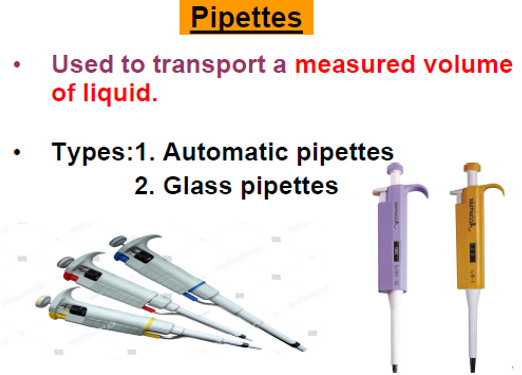 Pipettes
• Used to transport a measured volume
of liquid.
• Types:1. Automatic pipettes
2. Glass pipettes